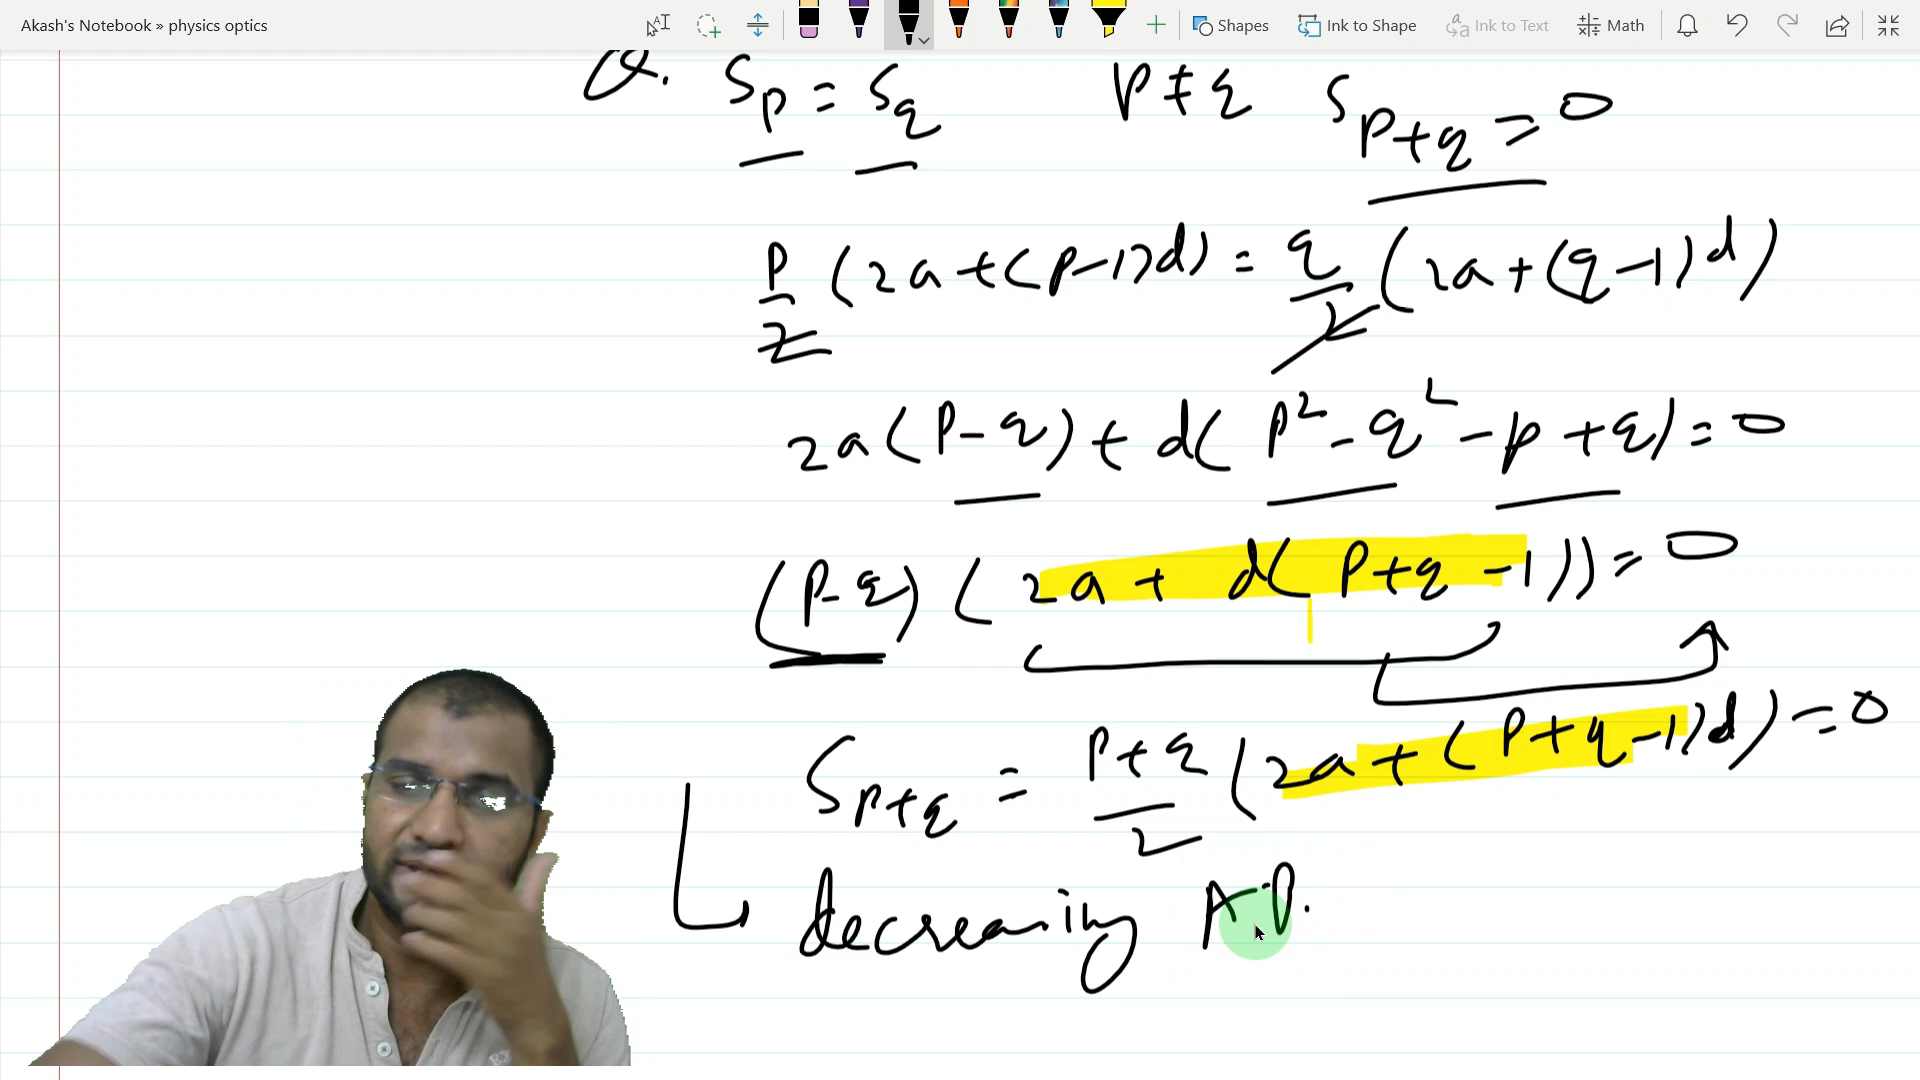 Akash's Notebook » physics optics
Shapes Ink to Shape Ink to Text Math
Q. Sp = Sq p ≠ q Sp+q = 0
p/2 (2a + (p-1)d) = q/2 (2a + (q-1)d)
2a(p-q) + d(p² - q² - p + q) = 0
(p-q) (2a + d(p+q-1)) = 0
Sp+q = p+q/2 (2a + (p+q-1)d) = 0
decreasing A.P.